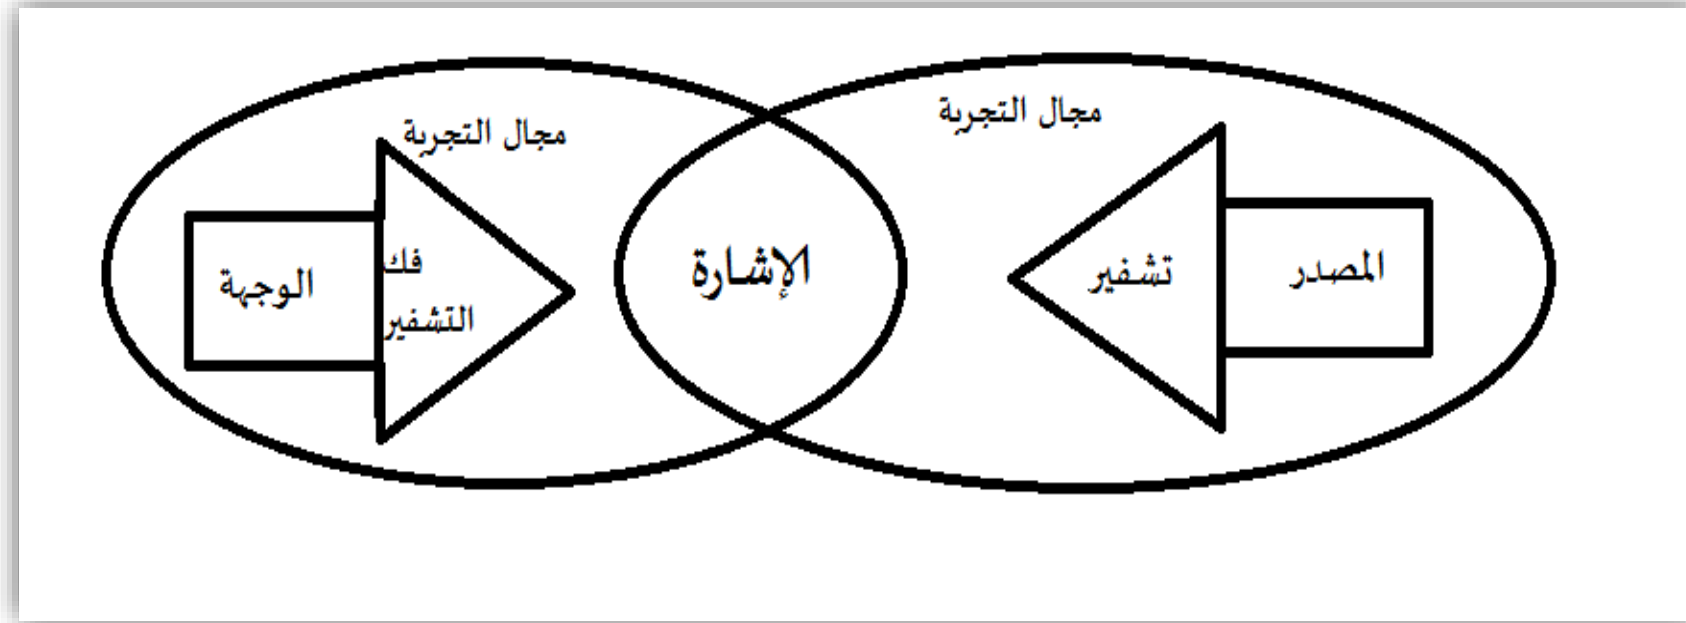 مجال التجربة
مجال التجربة
المصدر
تشفير
الإشارة
فك
التشفير
الوجهة